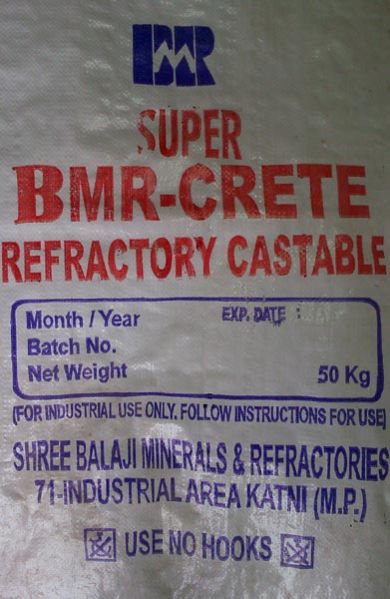 BMR
SUPER
BMR-CRETE
REFRACTORY CASTABLE
Month / Year EXP. DATE :
Batch No.
Net Weight 50 Kg
(FOR INDUSTRIAL USE ONLY. FOLLOW INSTRUCTIONS FOR USE)
SHREE BALAJI MINERALS & REFRACTORIES
71-INDUSTRIAL AREA KATNI (M.P.)
USE NO HOOKS